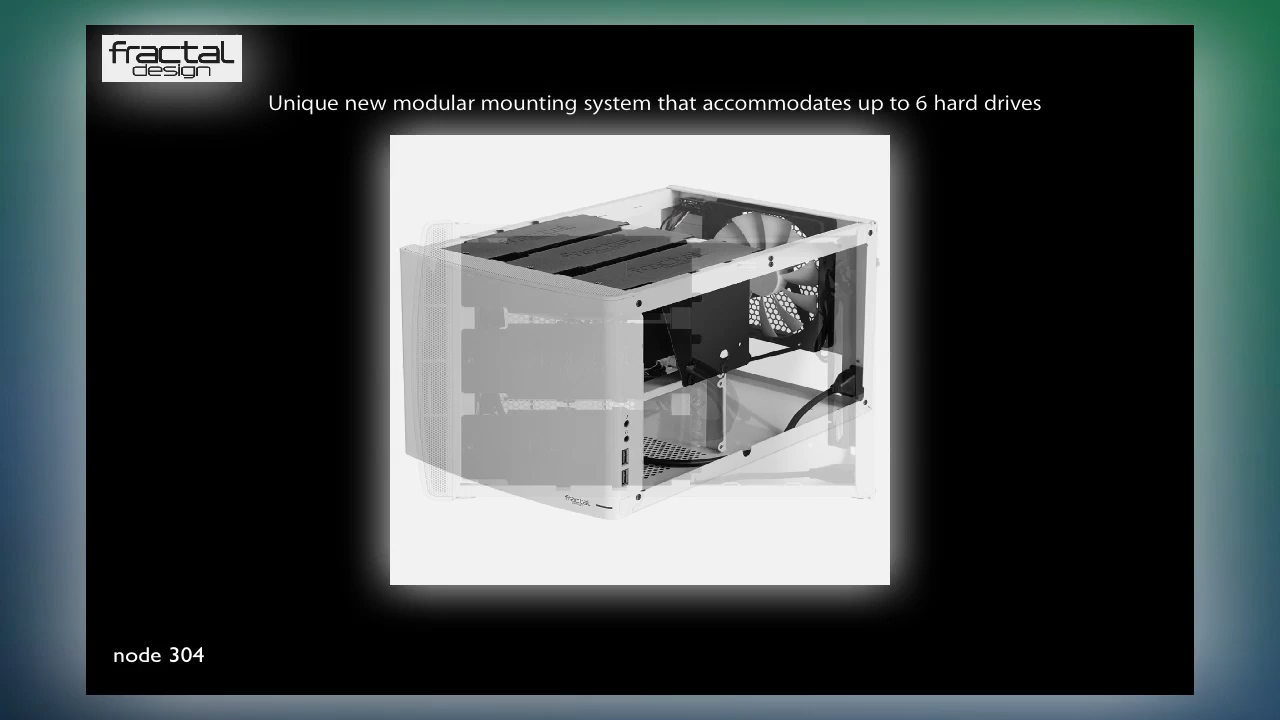 fractal
design
Unique new modular mounting system that accommodates up to 6 hard drives
node 304